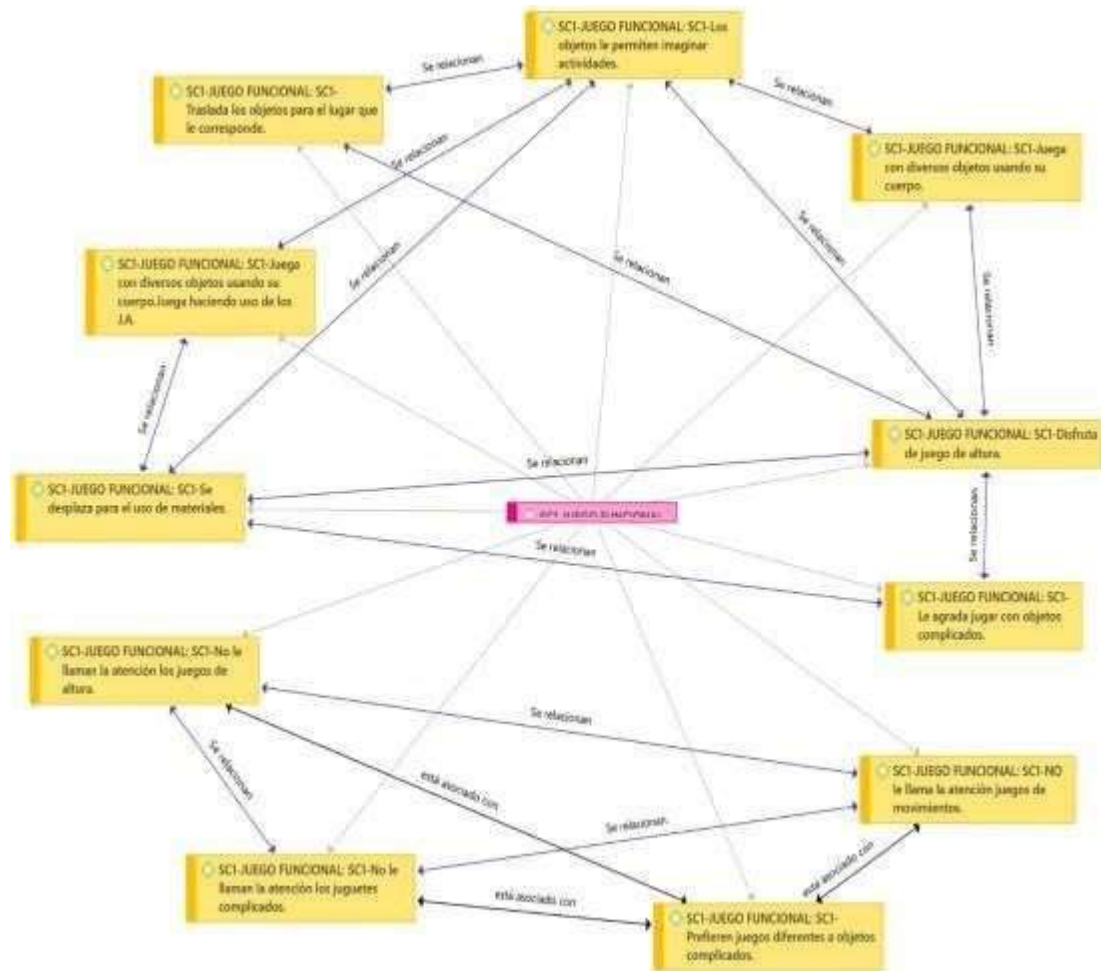 SC1-JUEGO FUNCIONAL: SC1-Los
objetos le permiten imaginar
actividades.
Se relacionan
SC1-JUEGO FUNCIONAL: SC1-
Traslada los objetos para el lugar que
le corresponde.
Se relacionan
SC1-JUEGO FUNCIONAL: SC1-Juega
con diversos objetos usando su
cuerpo.
Se relacionan
Se relacionan
Se relacionan
SC1-JUEGO FUNCIONAL: SC1-Juega
con diversos objetos usando su
cuerpo.Juega haciendo uso de los
J.A.
Se relacionan
Se relacionan
Se relacionan
Se relacionan
SC1-JUEGO FUNCIONAL: SC1-Disfruta
de juego de altura.
Se relacionan
SC1-JUEGO FUNCIONAL: SC1-Se
desplaza para el uso de materiales.
SC1-JUEGO FUNCIONAL
Se relacionan
Se relacionan
SC1-JUEGO FUNCIONAL: SC1-
Le agrada jugar con objetos
complicados.
SC1-JUEGO FUNCIONAL: SC1-No le
llaman la atención los juegos de
altura.
Se relacionan
Se relacionan
está asociado con
SC1-JUEGO FUNCIONAL: SC1-NO
le llama la atención juegos de
movimientos.
Se relacionan
SC1-JUEGO FUNCIONAL: SC1-No le
llaman la atención los juguetes
complicados.
está asociado con
está asociado con
SC1-JUEGO FUNCIONAL: SC1-
Prefieren juegos diferentes a objetos
complicados.